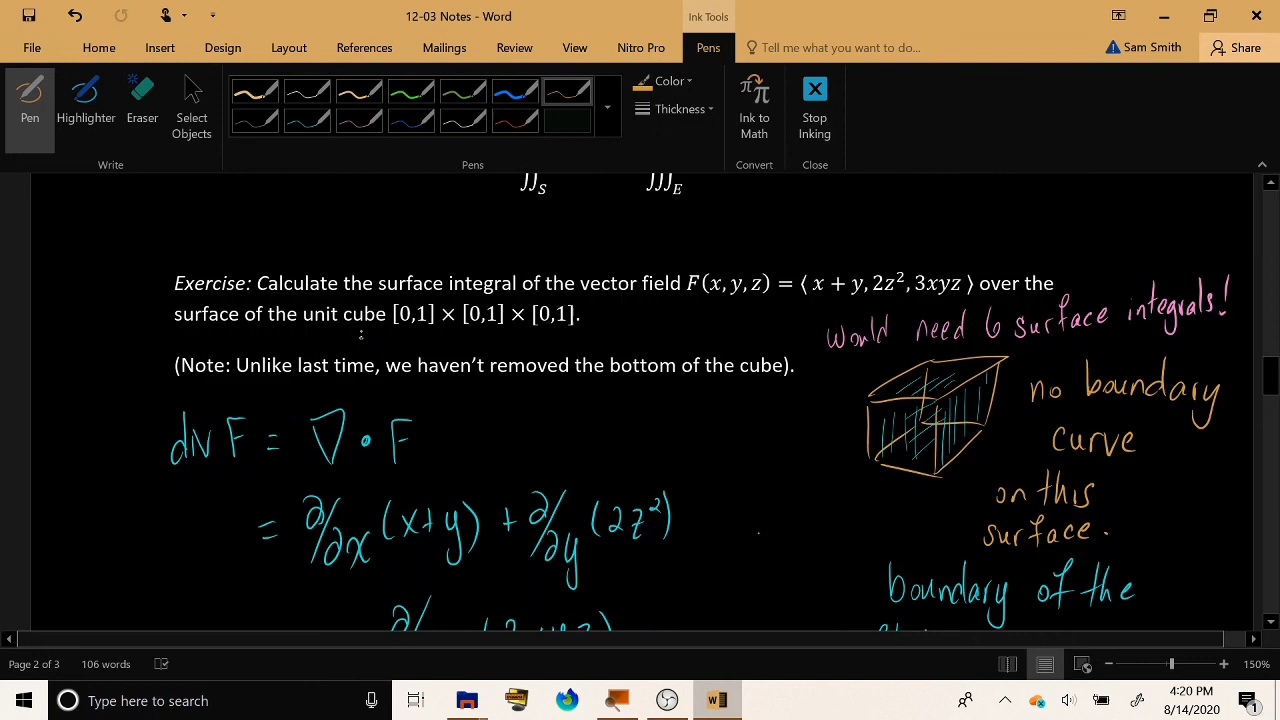 12-03 Notes - Word
Ink Tools
File Home Insert Design Layout References Mailings Review View Nitro Pro Pens Tell me what you want to do... Sam Smith Share
Pen Highlighter Eraser Select Objects
Color
Thickness
Ink to Math
Stop Inking
Write Pens Convert Close
∬_S ∭_E
Exercise: Calculate the surface integral of the vector field F(x, y, z) = ⟨ x + y, 2z², 3xyz ⟩ over the
surface of the unit cube [0,1] × [0,1] × [0,1].
would need 6 surface integrals!
(Note: Unlike last time, we haven't removed the bottom of the cube).
no boundary
curve
on this
surface.
div F = ∇ • F
= ∂/∂x (x+y) + ∂/∂y (2z²)
boundary of the
Page 2 of 3 106 words 150%
Type here to search
4:20 PM
8/14/2020
1